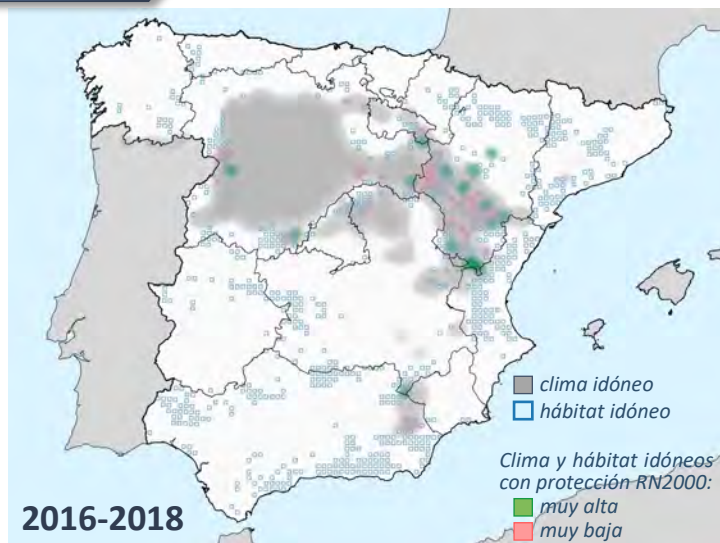 clima idóneo
hábitat idóneo
Clima y hábitat idóneos
con protección RN2000:
muy alta
muy baja
2016-2018